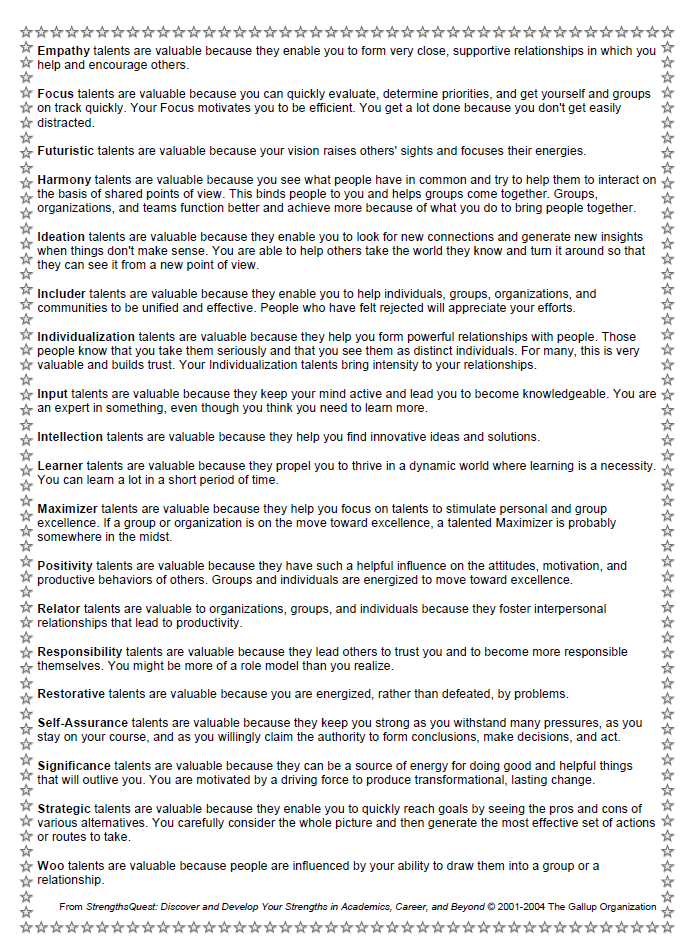 Empathy talents are valuable because they enable you to form very close, supportive relationships in which you
help and encourage others.
Focus talents are valuable because you can quickly evaluate, determine priorities, and get yourself and groups
on track quickly. Your Focus motivates you to be efficient. You get a lot done because you don't get easily
distracted.
Futuristic talents are valuable because your vision raises others' sights and focuses their energies.
Harmony talents are valuable because you see what people have in common and try to help them to interact on
the basis of shared points of view. This binds people to you and helps groups come together. Groups,
organizations, and teams function better and achieve more because of what you do to bring people together.
Ideation talents are valuable because they enable you to look for new connections and generate new insights
when things don't make sense. You are able to help others take the world they know and turn it around so that
they can see it from a new point of view.
Includer talents are valuable because they enable you to help individuals, groups, organizations, and
communities to be unified and effective. People who have felt rejected will appreciate your efforts.
Individualization talents are valuable because they help you form powerful relationships with people. Those
people know that you take them seriously and that you see them as distinct individuals. For many, this is very
valuable and builds trust. Your Individualization talents bring intensity to your relationships.
Input talents are valuable because they keep your mind active and lead you to become knowledgeable. You are
an expert in something, even though you think you need to learn more.
Intellection talents are valuable because they help you find innovative ideas and solutions.
Learner talents are valuable because they propel you to thrive in a dynamic world where learning is a necessity.
You can learn a lot in a short period of time.
Maximizer talents are valuable because they help you focus on talents to stimulate personal and group
excellence. If a group or organization is on the move toward excellence, a talented Maximizer is probably
somewhere in the midst.
Positivity talents are valuable because they have such a helpful influence on the attitudes, motivation, and
productive behaviors of others. Groups and individuals are energized to move toward excellence.
Relator talents are valuable to organizations, groups, and individuals because they foster interpersonal
relationships that lead to productivity.
Responsibility talents are valuable because they lead others to trust you and to become more responsible
themselves. You might be more of a role model than you realize.
Restorative talents are valuable because you are energized, rather than defeated, by problems.
Self-Assurance talents are valuable because they keep you strong as you withstand many pressures, as you
stay on your course, and as you willingly claim the authority to form conclusions, make decisions, and act.
Significance talents are valuable because they can be a source of energy for doing good and helpful things
that will outlive you. You are motivated by a driving force to produce transformational, lasting change.
Strategic talents are valuable because they enable you to quickly reach goals by seeing the pros and cons of
various alternatives. You carefully consider the whole picture and then generate the most effective set of actions
or routes to take.
Woo talents are valuable because people are influenced by your ability to draw them into a group or a
relationship.
From StrengthsQuest: Discover and Develop Your Strengths in Academics, Career, and Beyond © 2001-2004 The Gallup Organization